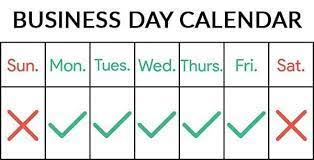 BUSINESS DAY CALENDAR
Sun. Mon. Tues. Wed. Thurs. Fri. Sat.